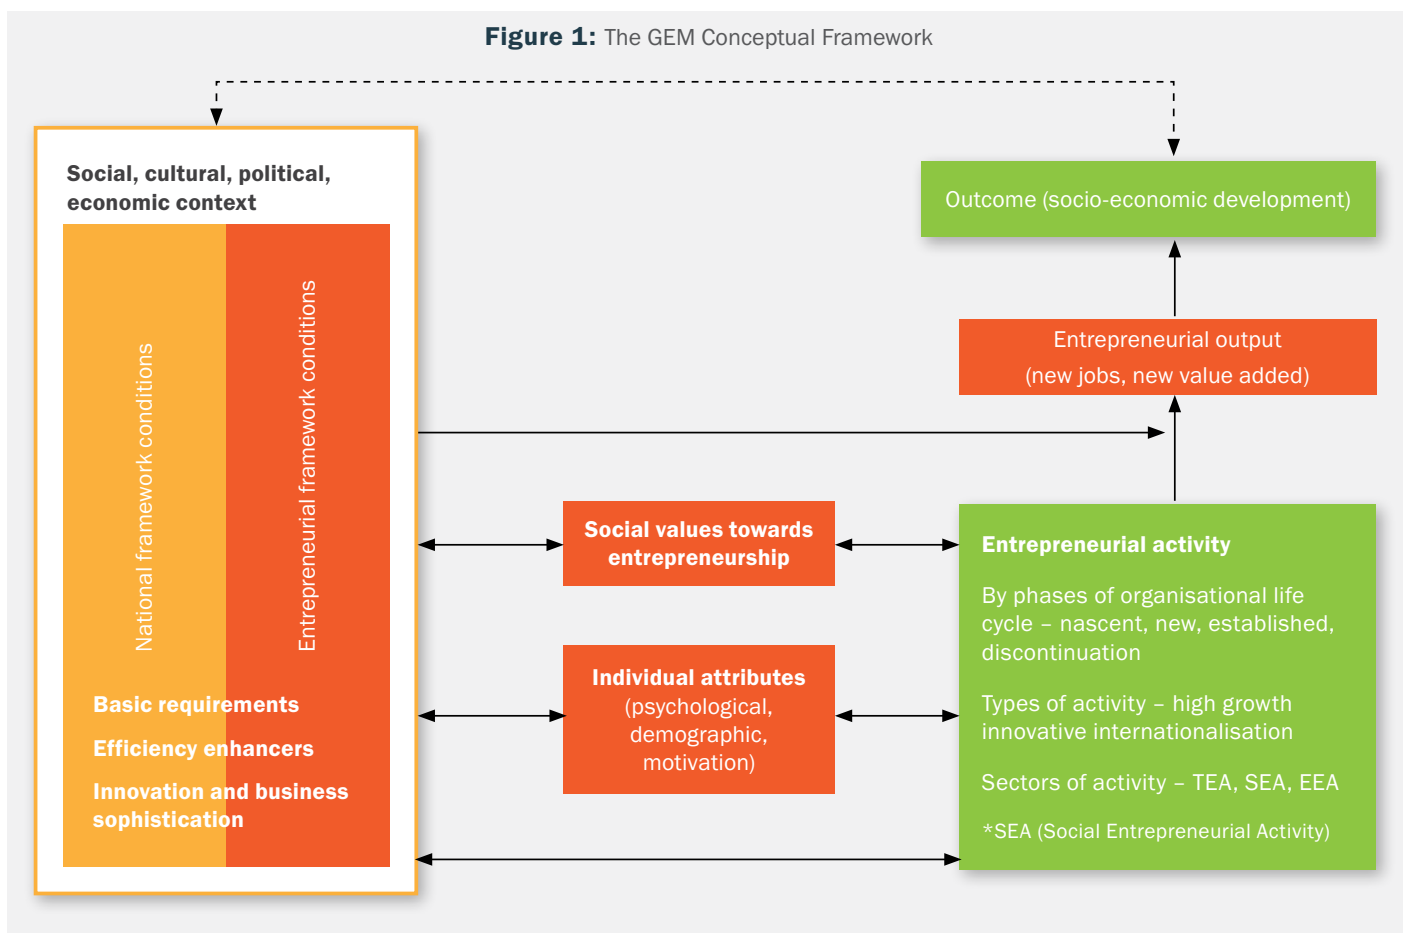 Figure 1: The GEM Conceptual Framework
Social, cultural, political,
economic context
National framework conditions
Entrepreneurial framework conditions
Basic requirements
Efficiency enhancers
Innovation and business
sophistication
Social values towards
entrepreneurship
Individual attributes
(psychological,
demographic,
motivation)
Outcome (socio-economic development)
Entrepreneurial output
(new jobs, new value added)
Entrepreneurial activity
By phases of organisational life
cycle – nascent, new, established,
discontinuation
Types of activity – high growth
innovative internationalisation
Sectors of activity – TEA, SEA, EEA
*SEA (Social Entrepreneurial Activity)